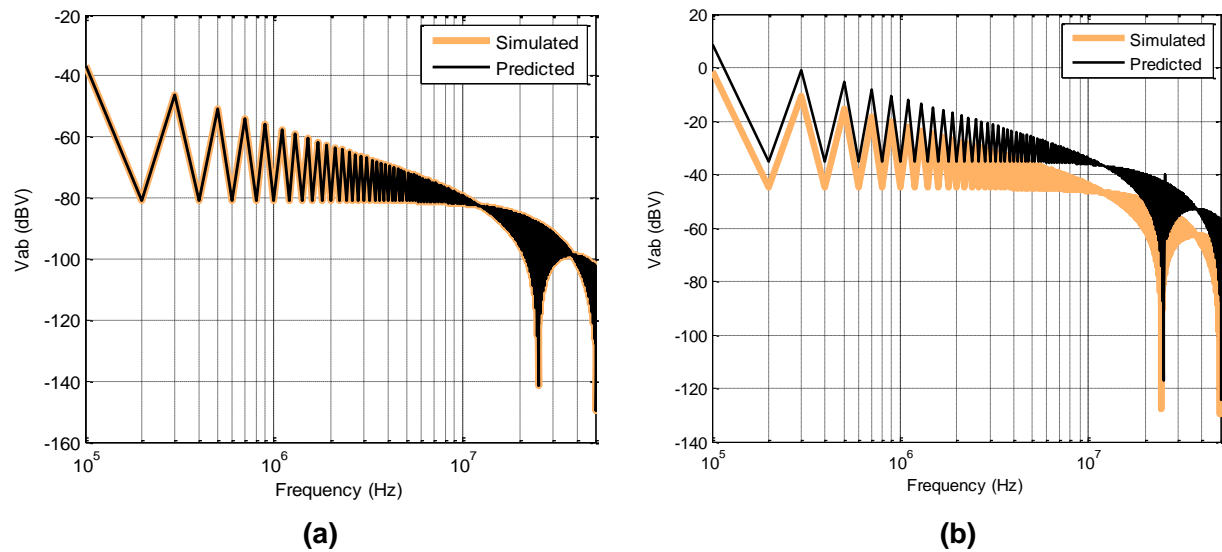 -20
-40
-60
-80
-100
-120
-140
-160
Vab (dBV)
10^5
10^6
10^7
Frequency (Hz)
Simulated
Predicted
(a)
20
0
-20
-40
-60
-80
-100
-120
-140
Vab (dBV)
10^5
10^6
10^7
Frequency (Hz)
Simulated
Predicted
(b)